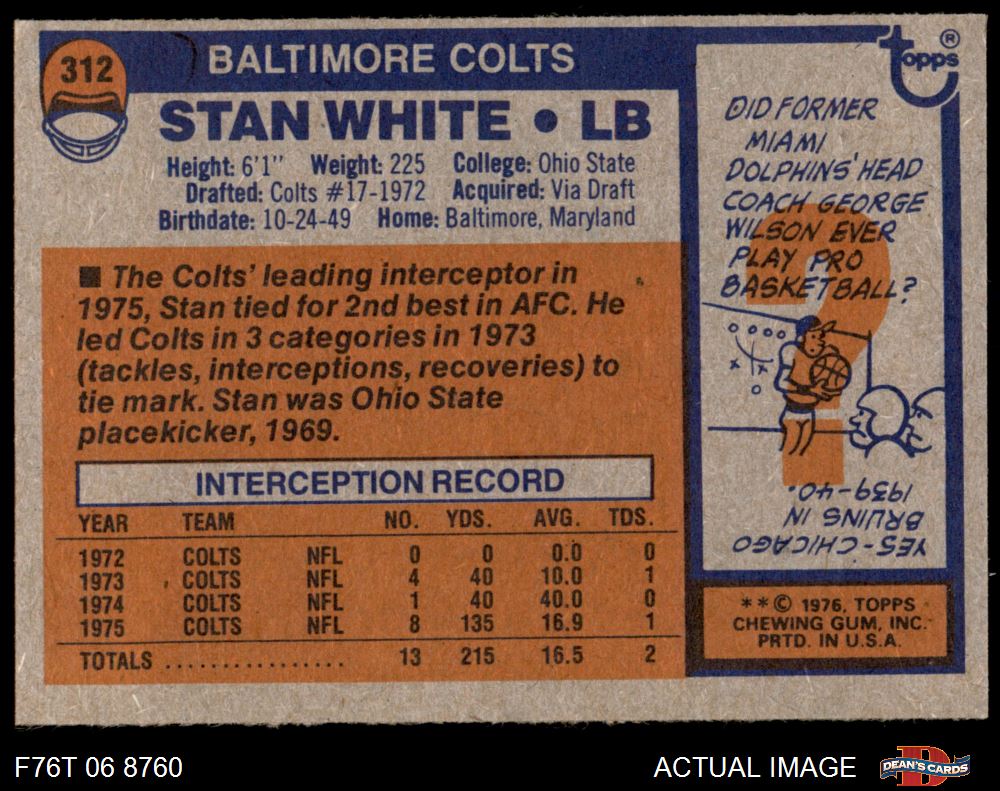 312
BALTIMORE COLTS
STAN WHITE • LB
Height: 6'1" Weight: 225 College: Ohio State
Drafted: Colts #17-1972 Acquired: Via Draft
Birthdate: 10-24-49 Home: Baltimore, Maryland
■ The Colts' leading interceptor in
1975, Stan tied for 2nd best in AFC. He
led Colts in 3 categories in 1973
(tackles, interceptions, recoveries) to
tie mark. Stan was Ohio State
placekicker, 1969.
INTERCEPTION RECORD
YEAR TEAM NO. YDS. AVG. TDS.
1972 COLTS NFL 0 0 0.0 0
1973 COLTS NFL 4 40 10.0 1
1974 COLTS NFL 1 40 40.0 0
1975 COLTS NFL 8 135 16.9 1
TOTALS ................ 13 215 16.5 2
topps ®
DID FORMER
MIAMI
DOLPHINS' HEAD
COACH GEORGE
WILSON EVER
PLAY PRO
BASKETBALL?
?
YES-CHICAGO
BRUINS IN
1939-40.
**© 1976, TOPPS
CHEWING GUM, INC.
PRTD. IN U.S.A.
F76T 06 8760
ACTUAL IMAGE
D
DEAN'S CARDS